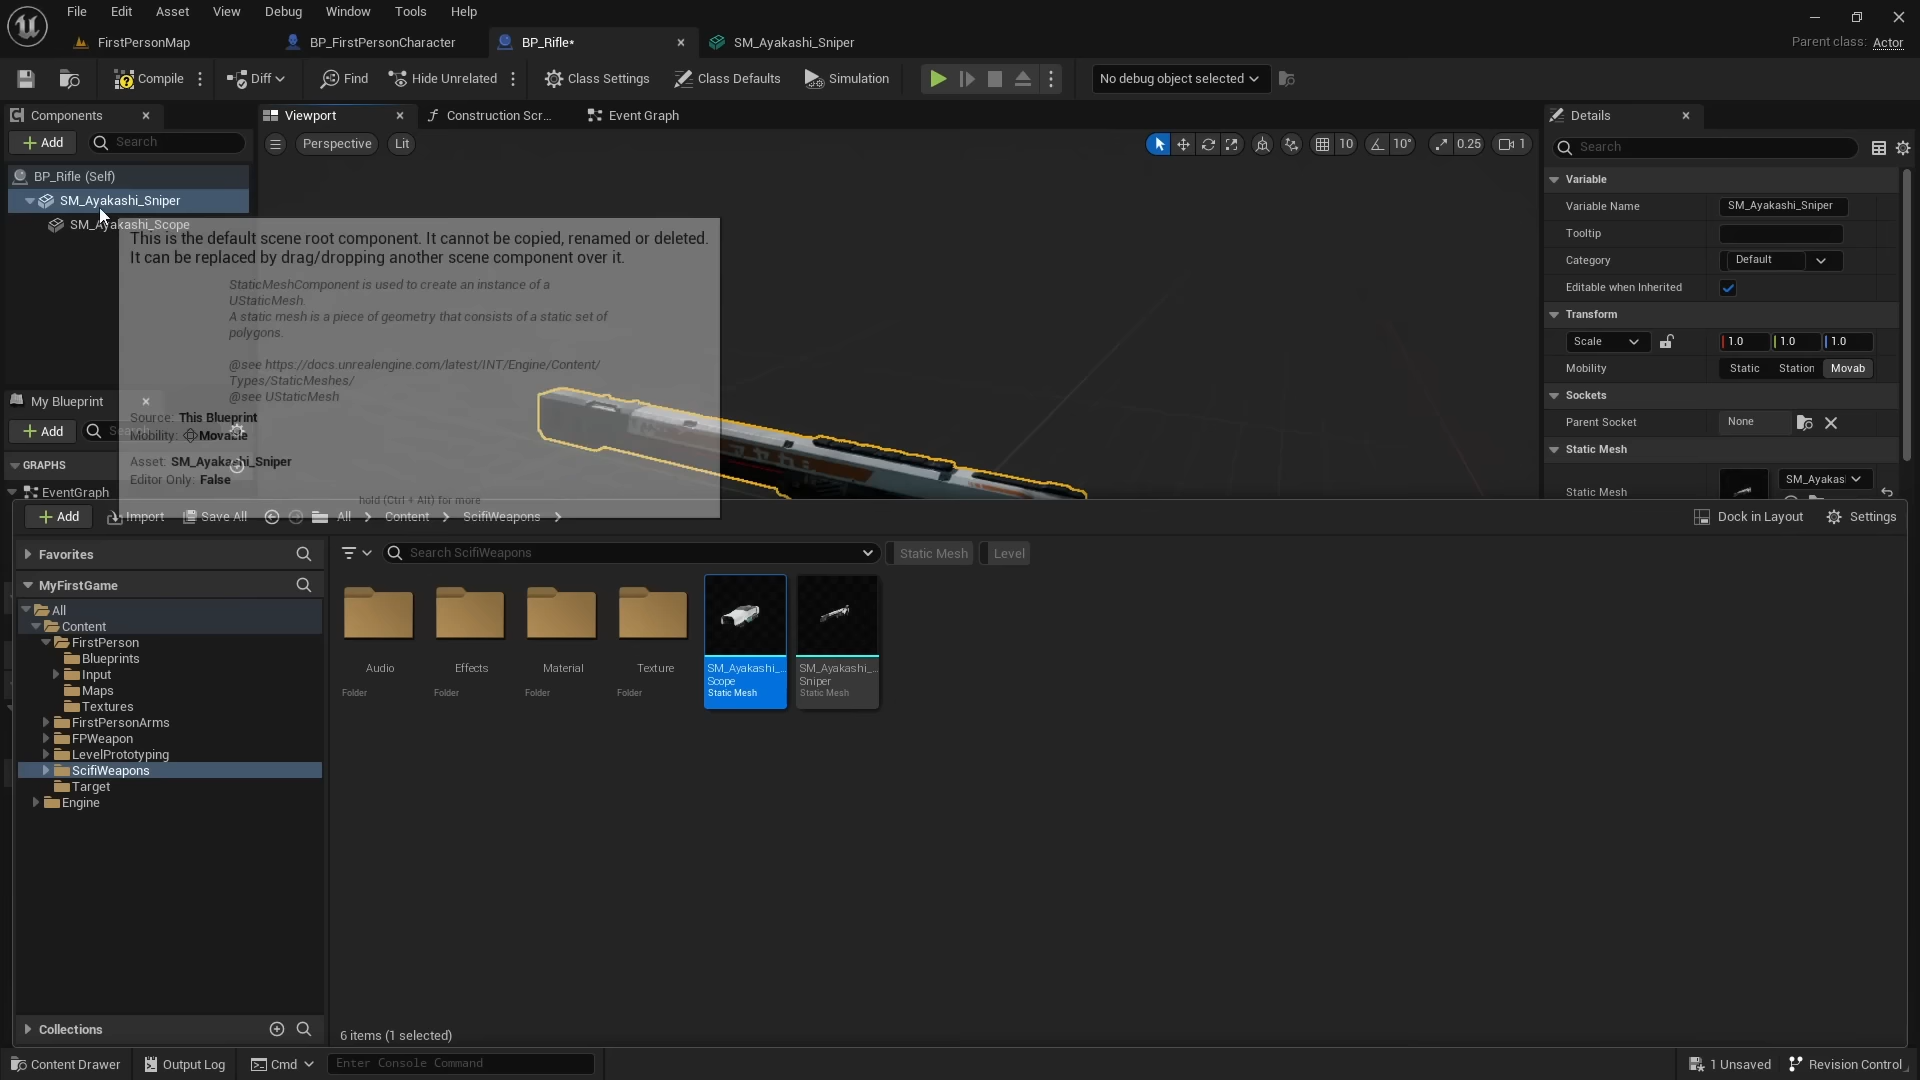 File Edit Asset View Debug Window Tools Help
FirstPersonMap BP_FirstPersonCharacter BP_Rifle* SM_Ayakashi_Sniper
Parent class: Actor
Compile Diff Find Hide Unrelated Class Settings Class Defaults Simulation No debug object selected
Components Viewport Construction Scr... Event Graph Details
Add Search Perspective Lit 10 10° 0.25 1 Search
BP_Rifle (Self)
SM_Ayakashi_Sniper
SM_Ayakashi_Scope
This is the default scene root component. It cannot be copied, renamed or deleted.
It can be replaced by drag/dropping another scene component over it.
StaticMeshComponent is used to create an instance of a
UStaticMesh.
A static mesh is a piece of geometry that consists of a static set of
polygons.
@see https://docs.unrealengine.com/latest/INT/Engine/Content/
Types/StaticMeshes/
@see UStaticMesh
Source: This Blueprint
Mobility: Movable
Asset: SM_Ayakashi_Sniper
Editor Only: False
hold (Ctrl + Alt) for more
My Blueprint
Add Search
GRAPHS
EventGraph
Variable
Variable Name SM_Ayakashi_Sniper
Tooltip
Category Default
Editable when Inherited
Transform
Scale 1.0 1.0 1.0
Mobility Static Station Movab
Sockets
Parent Socket None
Static Mesh
Static Mesh SM_Ayakas
Add Import Save All All Content ScifiWeapons Dock in Layout Settings
Favorites
Search ScifiWeapons Static Mesh Level
MyFirstGame
All
Content
FirstPerson
Blueprints
Input
Maps
Textures
FirstPersonArms
FPWeapon
LevelPrototyping
ScifiWeapons
Target
Engine
Audio
Folder
Effects
Folder
Material
Folder
Texture
Folder
SM_Ayakashi_...
Scope
Static Mesh
SM_Ayakashi_...
Sniper
Static Mesh
Collections
6 items (1 selected)
Content Drawer Output Log Cmd Enter Console Command 1 Unsaved Revision Control